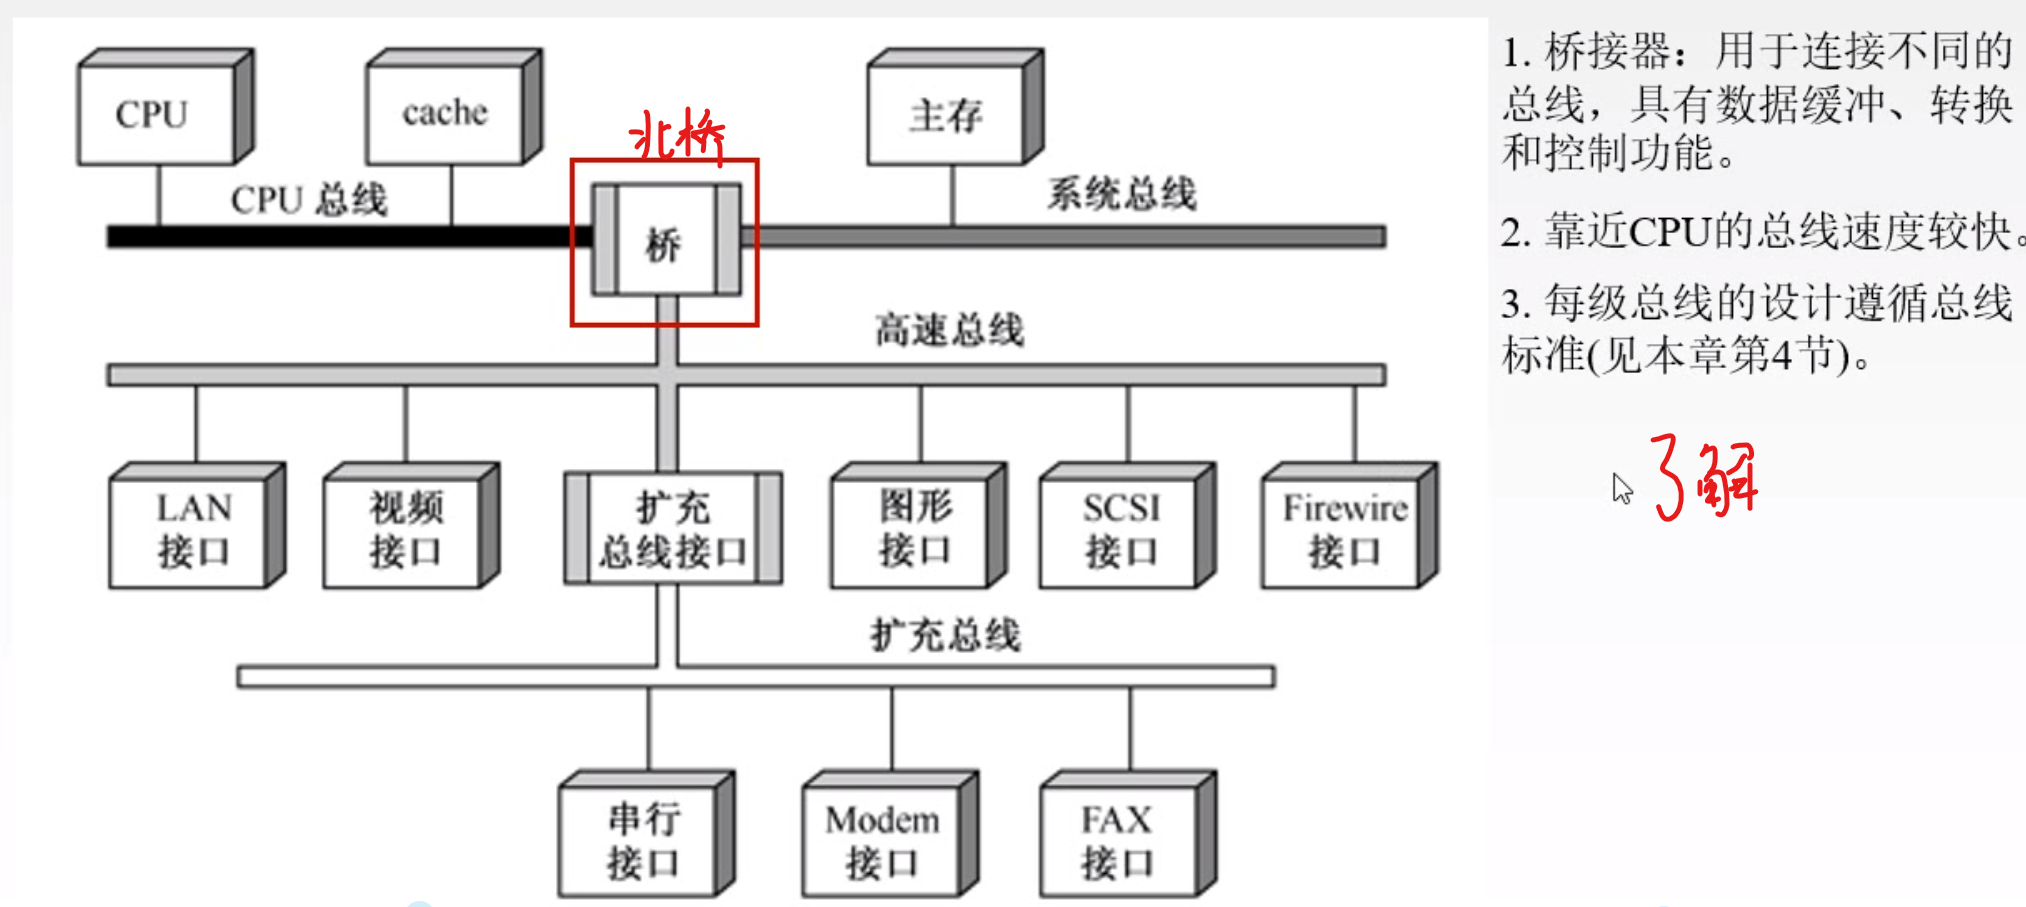 CPU
cache
北桥
主存
CPU 总线
桥
系统总线
高速总线
LAN
接口
视频
接口
扩充
总线接口
图形
接口
SCSI
接口
Firewire
接口
扩充总线
串行
接口
Modem
接口
FAX
接口
1. 桥接器：用于连接不同的
总线，具有数据缓冲、转换
和控制功能。
2. 靠近CPU的总线速度较快。
3. 每级总线的设计遵循总线
标准(见本章第4节)。
了解